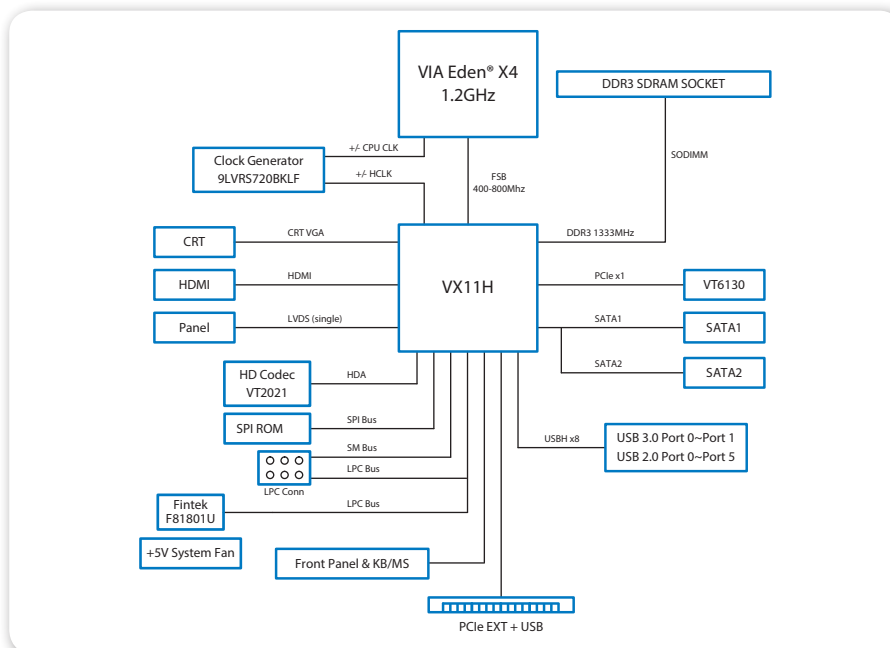 VIA Eden® X4
1.2GHz
DDR3 SDRAM SOCKET
+/- CPU CLK
Clock Generator
9LVRS720BKLF
+/- HCLK
FSB
400-800Mhz
SODIMM
CRT
CRT VGA
DDR3 1333MHz
HDMI
HDMI
VX11H
PCIe x1
VT6130
Panel
LVDS (single)
SATA1
SATA1
HD Codec
VT2021
HDA
SATA2
SATA2
SPI ROM
SPI Bus
USBH x8
USB 3.0 Port 0~Port 1
USB 2.0 Port 0~Port 5
SM Bus
LPC Bus
LPC Conn
Fintek
F81801U
LPC Bus
+5V System Fan
Front Panel & KB/MS
PCIe EXT + USB